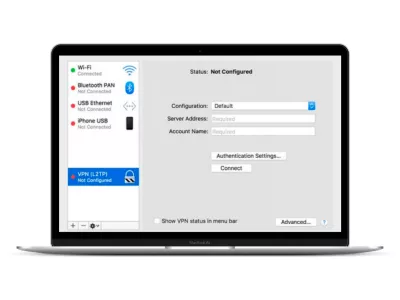 Wi-Fi
Connected
Bluetooth PAN
Not Connected
USB Ethernet
Not Connected
iPhone USB
Not Connected
VPN (L2TP)
Not Configured
Status: Not Configured
Configuration: Default
Server Address: Required
Account Name: Required
Authentication Settings...
Connect
Show VPN status in menu bar
Advanced...
?
MacBook Air